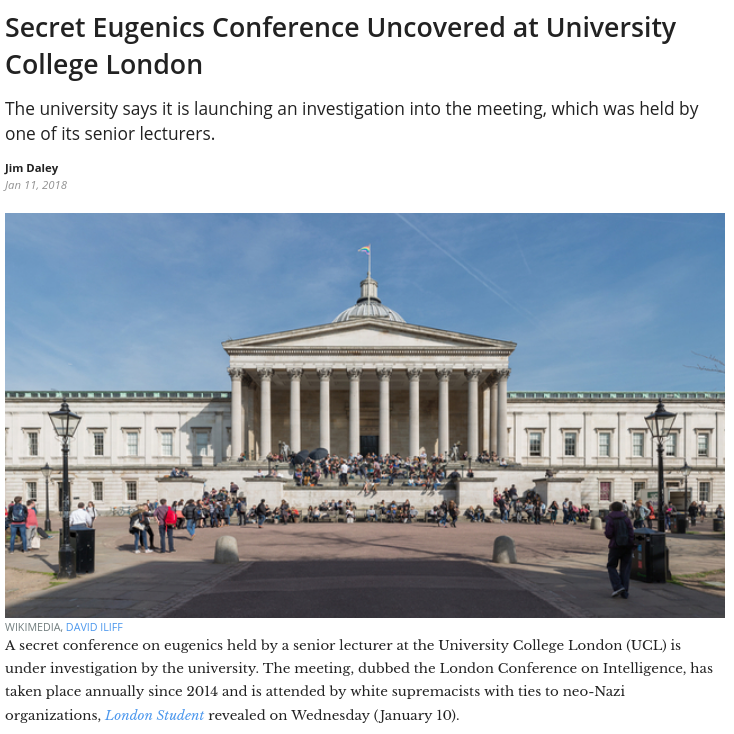 Secret Eugenics Conference Uncovered at University
College London
The university says it is launching an investigation into the meeting, which was held by
one of its senior lecturers.
Jim Daley
Jan 11, 2018
WIKIMEDIA, DAVID ILIFF
A secret conference on eugenics held by a senior lecturer at the University College London (UCL) is
under investigation by the university. The meeting, dubbed the London Conference on Intelligence, has
taken place annually since 2014 and is attended by white supremacists with ties to neo-Nazi
organizations, London Student revealed on Wednesday (January 10).